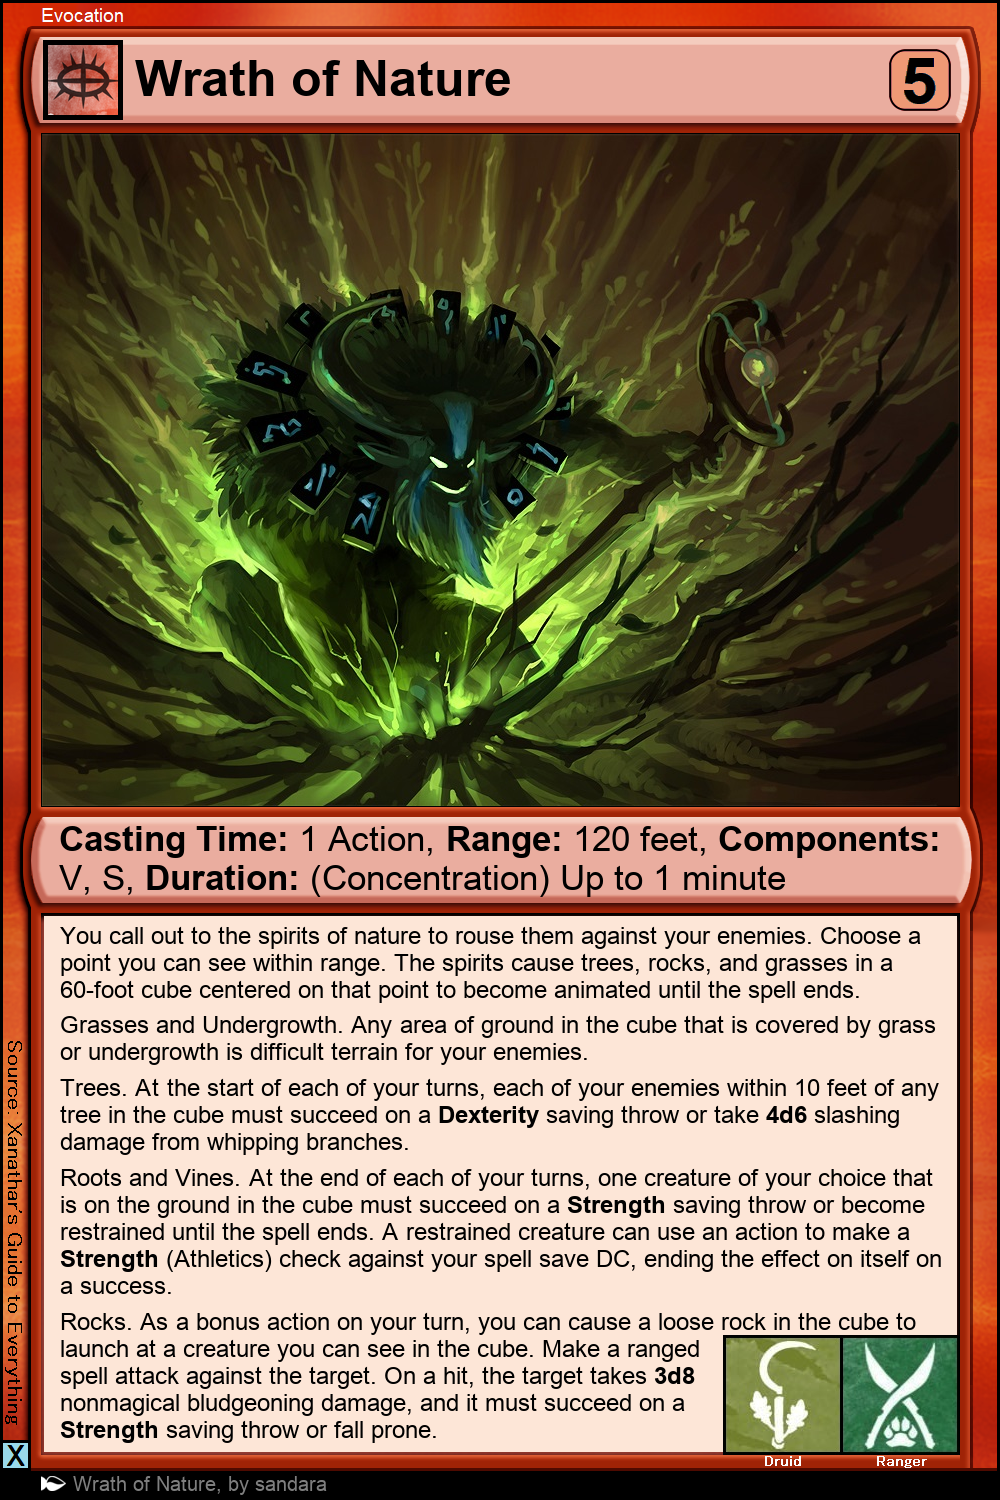 Evocation
Wrath of Nature
5
Casting Time: 1 Action, Range: 120 feet, Components:
V, S, Duration: (Concentration) Up to 1 minute
You call out to the spirits of nature to rouse them against your enemies. Choose a
point you can see within range. The spirits cause trees, rocks, and grasses in a
60-foot cube centered on that point to become animated until the spell ends.
Grasses and Undergrowth. Any area of ground in the cube that is covered by grass
or undergrowth is difficult terrain for your enemies.
Trees. At the start of each of your turns, each of your enemies within 10 feet of any
tree in the cube must succeed on a Dexterity saving throw or take 4d6 slashing
damage from whipping branches.
Roots and Vines. At the end of each of your turns, one creature of your choice that
is on the ground in the cube must succeed on a Strength saving throw or become
restrained until the spell ends. A restrained creature can use an action to make a
Strength (Athletics) check against your spell save DC, ending the effect on itself on
a success.
Rocks. As a bonus action on your turn, you can cause a loose rock in the cube to
launch at a creature you can see in the cube. Make a ranged
spell attack against the target. On a hit, the target takes 3d8
nonmagical bludgeoning damage, and it must succeed on a
Strength saving throw or fall prone.
Druid
Ranger
Source: Xanathar's Guide to Everything
X
Wrath of Nature, by sandara